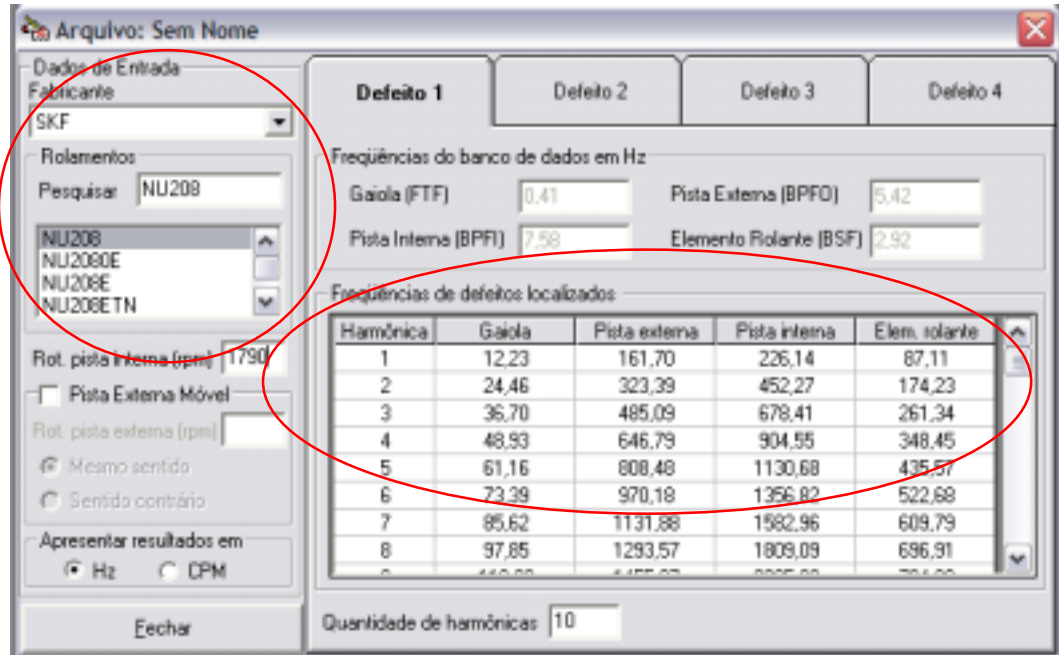 Arquivo: Sem Nome
Dados de Entrada
Fabricante
SKF
Rolamentos
Pesquisar NU208
NU208
NU2080E
NU208E
NU208ETN
Rot. pista interna (rpm) 1790
Pista Externa Móvel
Rot. pista externa (rpm)
Mesmo sentido
Sentido contrário
Apresentar resultados em
Hz CPM
Fechar
Defeito 1 Defeito 2 Defeito 3 Defeito 4
Freqüências do banco de dados em Hz
Gaiola (FTF) 0,41 Pista Externa (BPFO) 5,42
Pista Interna (BPFI) 7,58 Elemento Rolante (BSF) 2,92
Freqüências de defeitos localizados
Harmônica Gaiola Pista externa Pista interna Elem. rolante
1 12,23 161,70 226,14 87,11
2 24,46 323,39 452,27 174,23
3 36,70 485,09 678,41 261,34
4 48,93 646,79 904,55 348,45
5 61,16 808,48 1130,68 435,57
6 73,39 970,18 1356,82 522,68
7 85,62 1131,88 1582,96 609,79
8 97,85 1293,57 1809,09 696,91
Quantidade de harmônicas 10